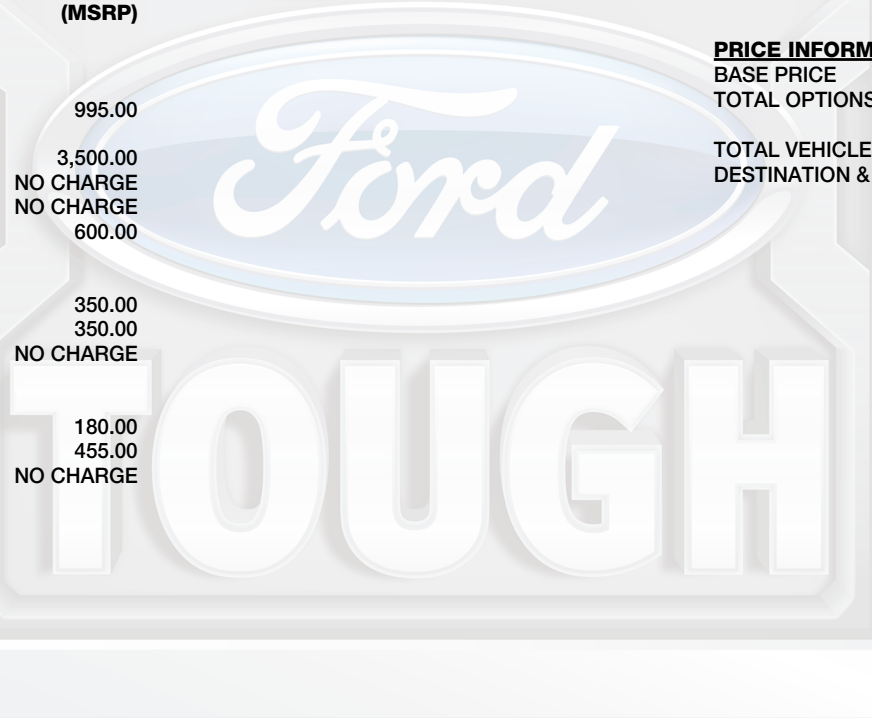 (MSRP)
995.00
3,500.00
NO CHARGE
NO CHARGE
600.00
350.00
350.00
NO CHARGE
180.00
455.00
NO CHARGE
PRICE INFORM
BASE PRICE
TOTAL OPTIONS
TOTAL VEHICLE
DESTINATION &
Ford
TOUGH